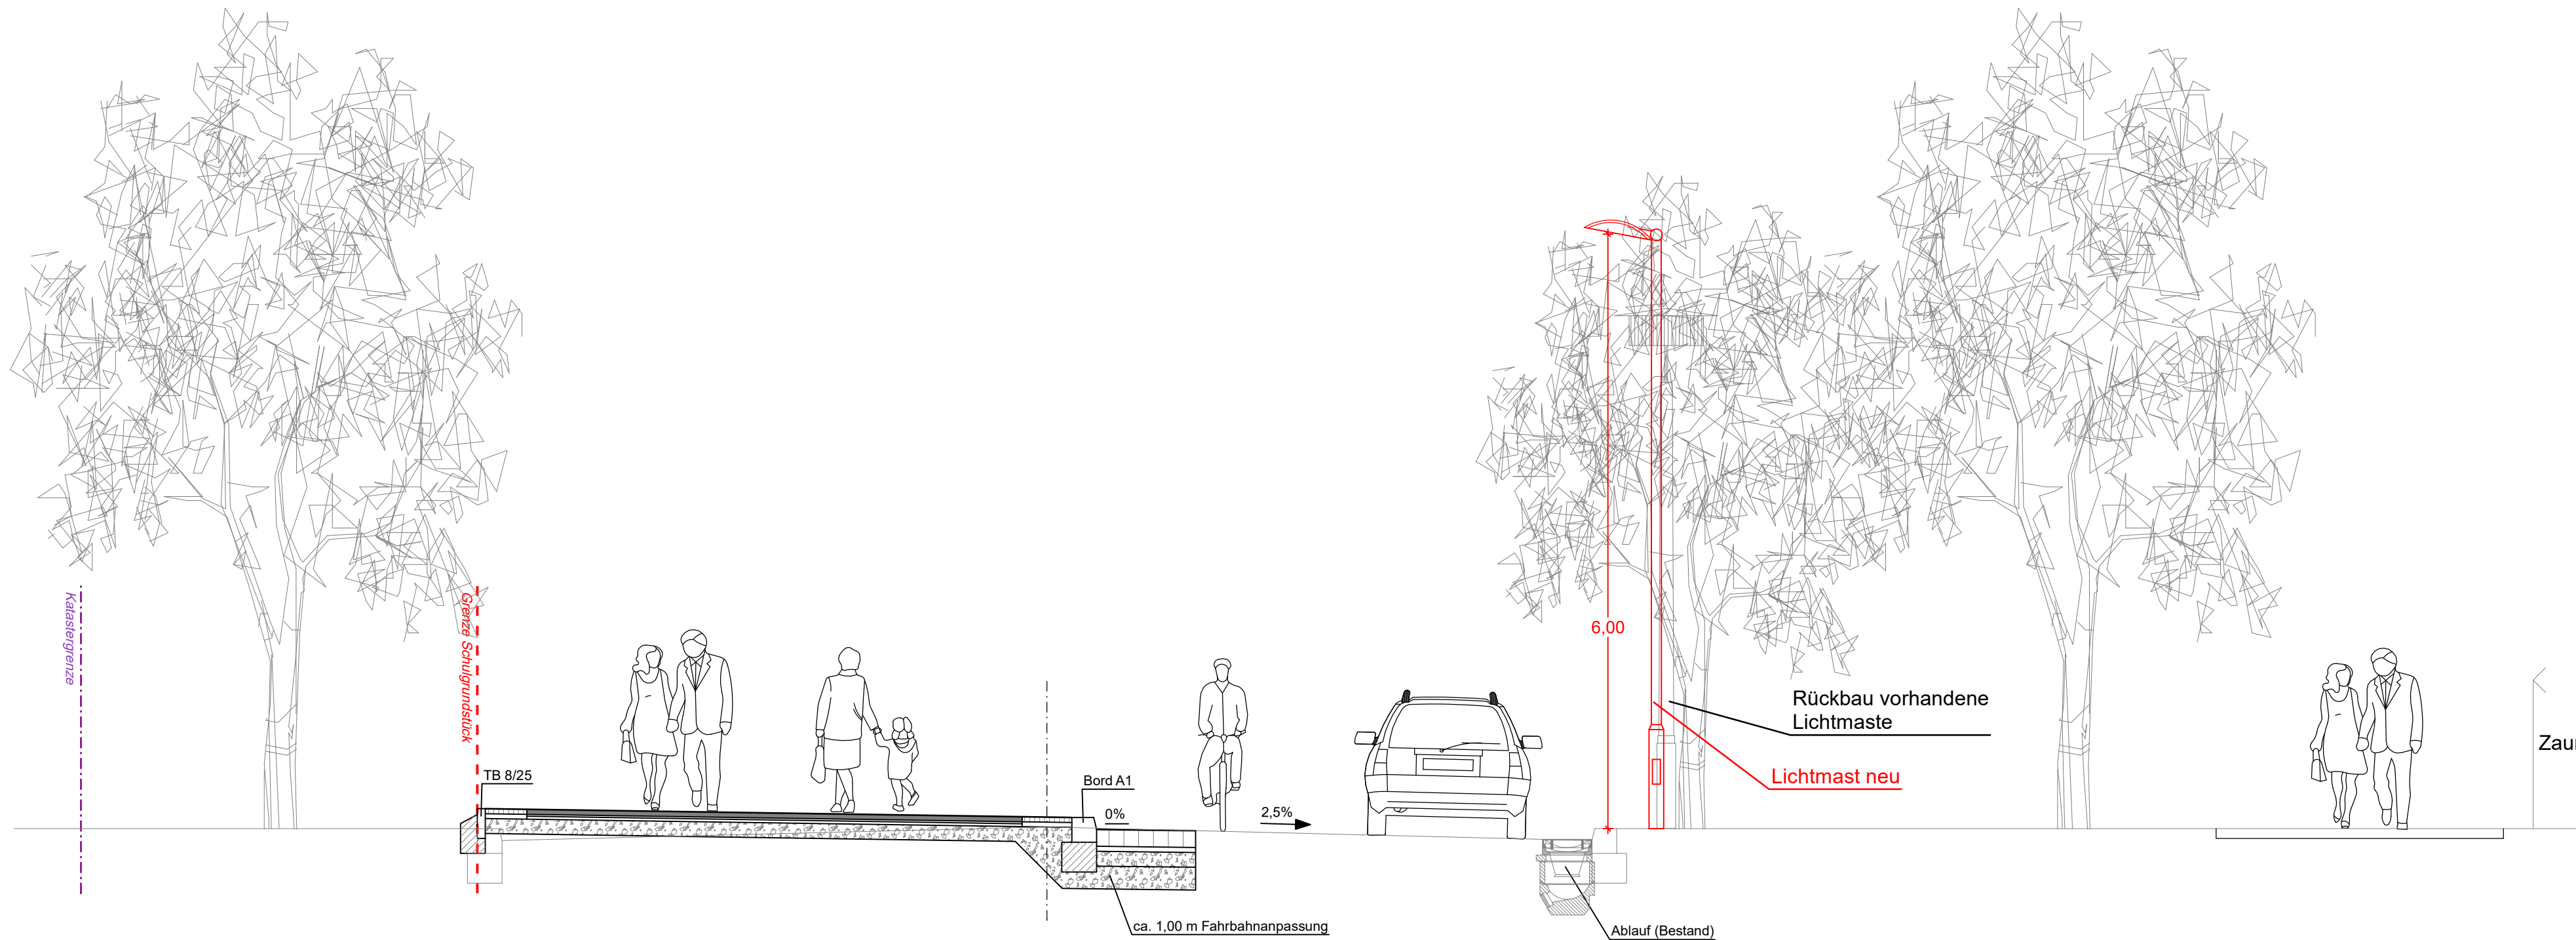 Katastergrenze
Grenze Schulgrundstück
TB 8/25
Bord A1
0%
2,5%
6,00
Rückbau vorhandene
Lichtmaste
Lichtmast neu
Zau
ca. 1,00 m Fahrbahnanpassung
Ablauf (Bestand)